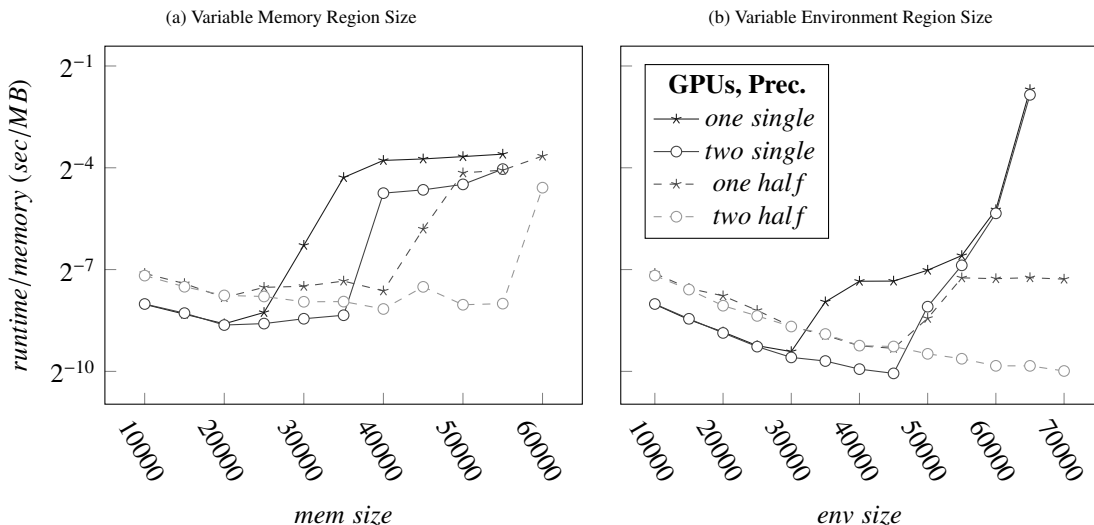 (a) Variable Memory Region Size
(b) Variable Environment Region Size
runtime/memory (sec/MB)
2^-1
2^-4
2^-7
2^-10
10000
20000
30000
40000
50000
60000
mem size
GPUs, Prec.
one single
two single
one half
two half
10000
20000
30000
40000
50000
60000
70000
env size